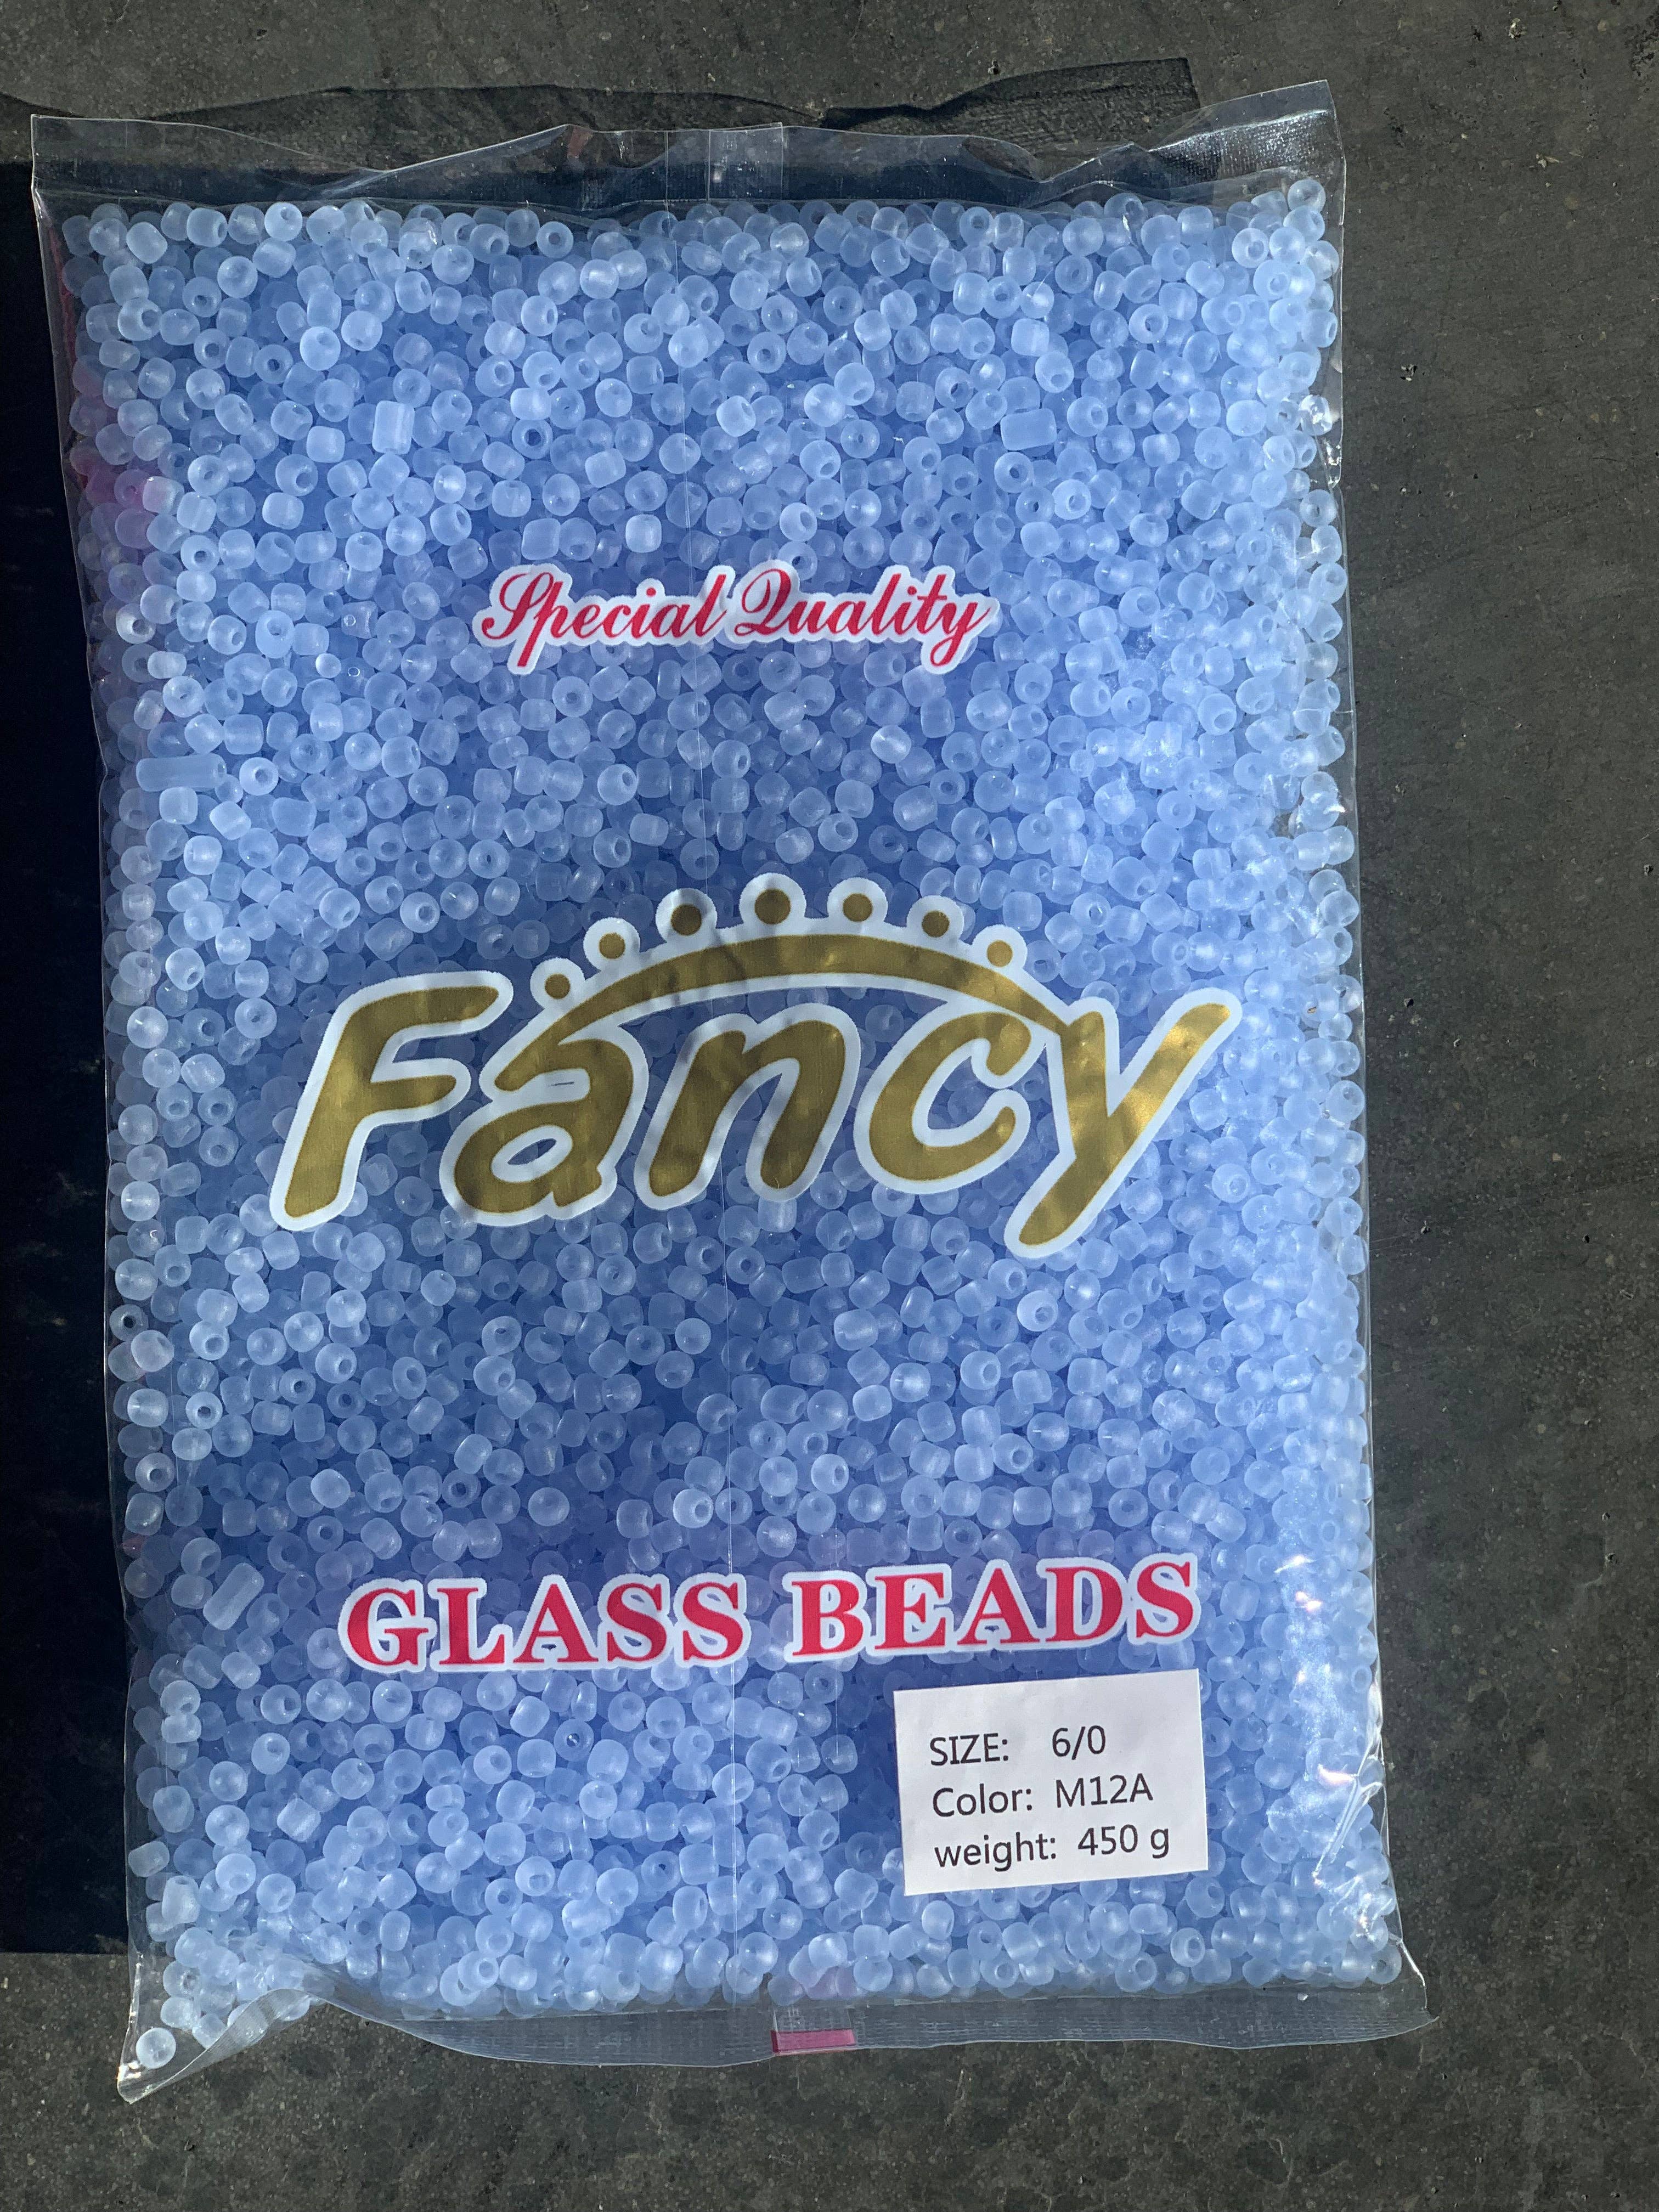 Special Quality
Fancy
GLASS BEADS
SIZE: 6/0
Color: M12A
weight: 450 g